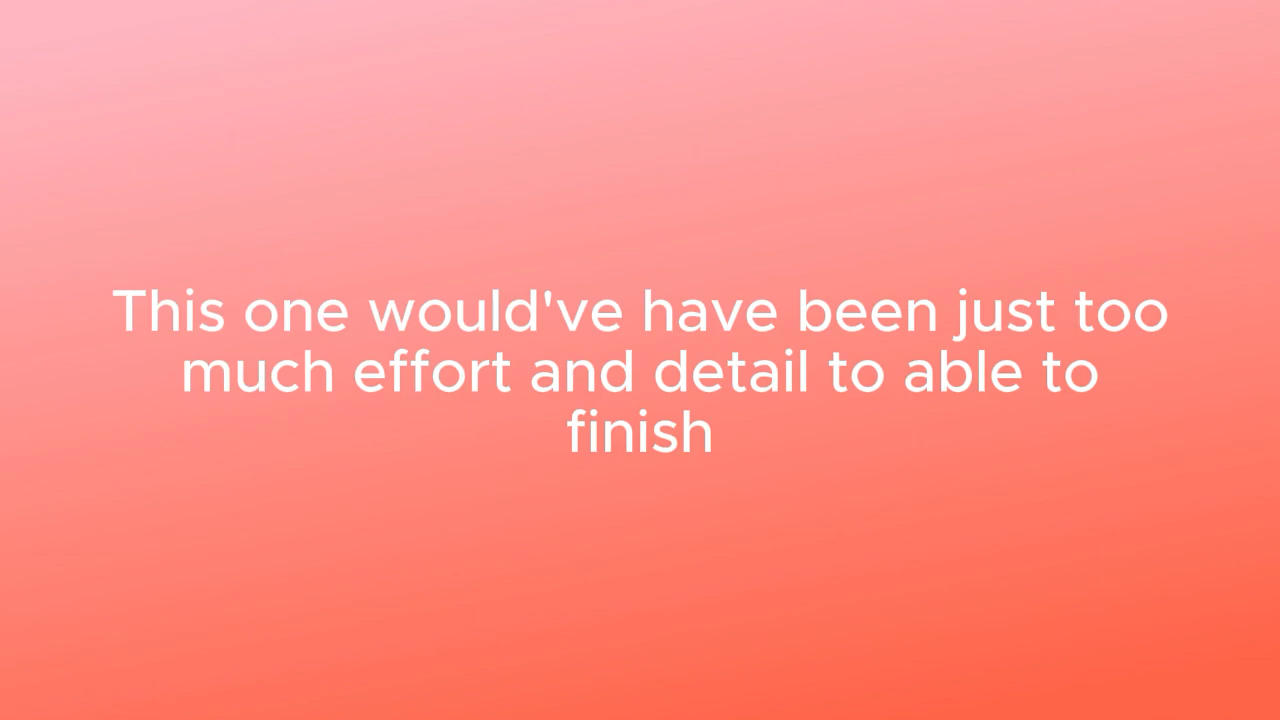 This one would've have been just too
much effort and detail to able to
finish